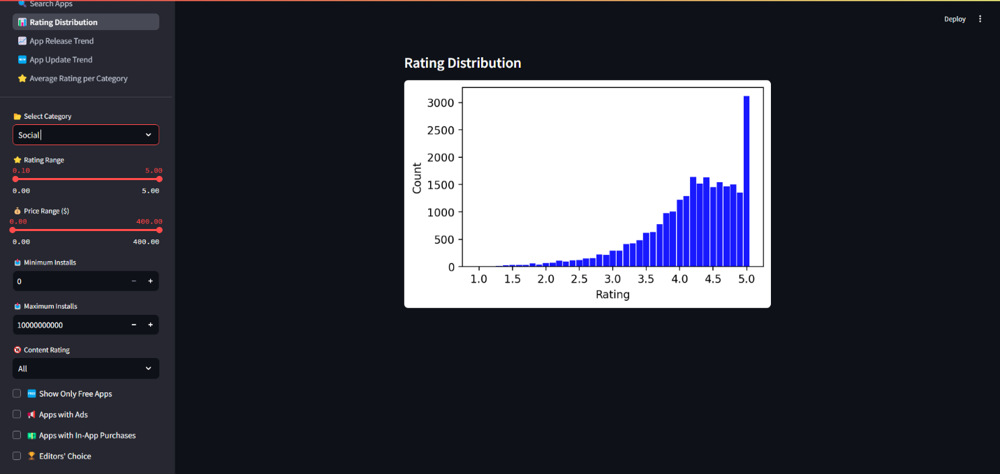 Search Apps
Rating Distribution
App Release Trend
App Update Trend
Average Rating per Category
Select Category
Social
Rating Range
0.10 5.00
0.00 5.00
Price Range ($)
0.00 400.00
0.00 400.00
Minimum Installs
0 − +
Maximum Installs
10000000000 − +
Content Rating
All
Show Only Free Apps
Apps with Ads
Apps with In-App Purchases
Editors' Choice
Deploy
Rating Distribution
Count
3000
2500
2000
1500
1000
500
0
1.0 1.5 2.0 2.5 3.0 3.5 4.0 4.5 5.0
Rating